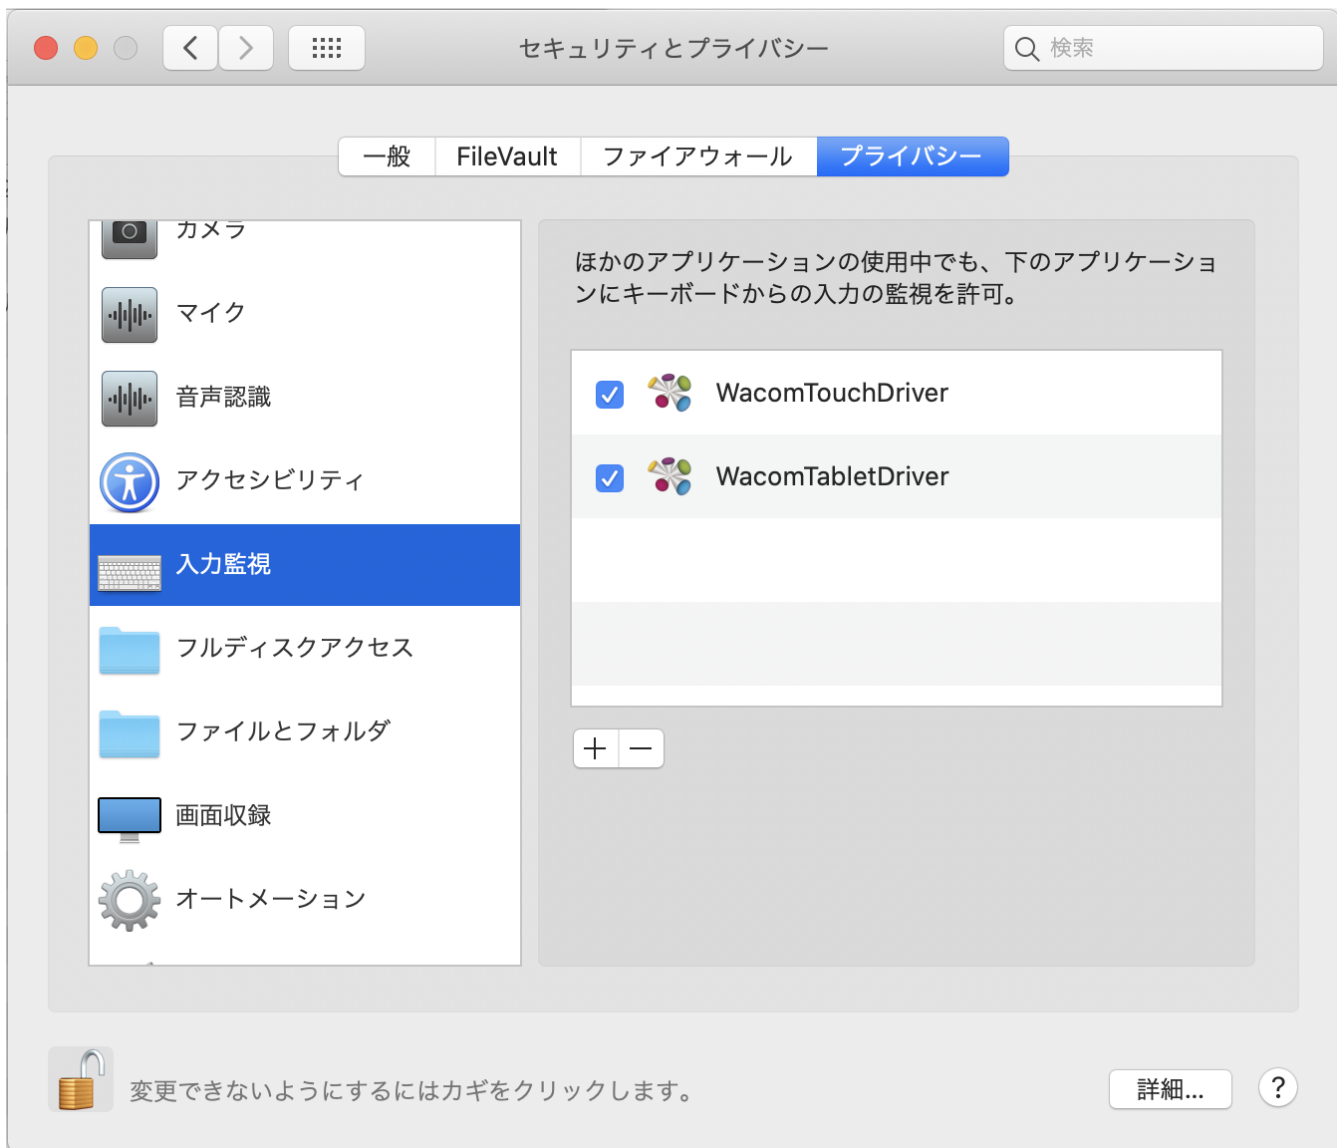 セキュリティとプライバシー
検索
一般
FileVault
ファイアウォール
プライバシー
カメラ
マイク
音声認識
アクセシビリティ
入力監視
フルディスクアクセス
ファイルとフォルダ
画面収録
オートメーション
ほかのアプリケーションの使用中でも、下のアプリケーショ
ンにキーボードからの入力の監視を許可。
WacomTouchDriver
WacomTabletDriver
変更できないようにするにはカギをクリックします。
詳細...
?